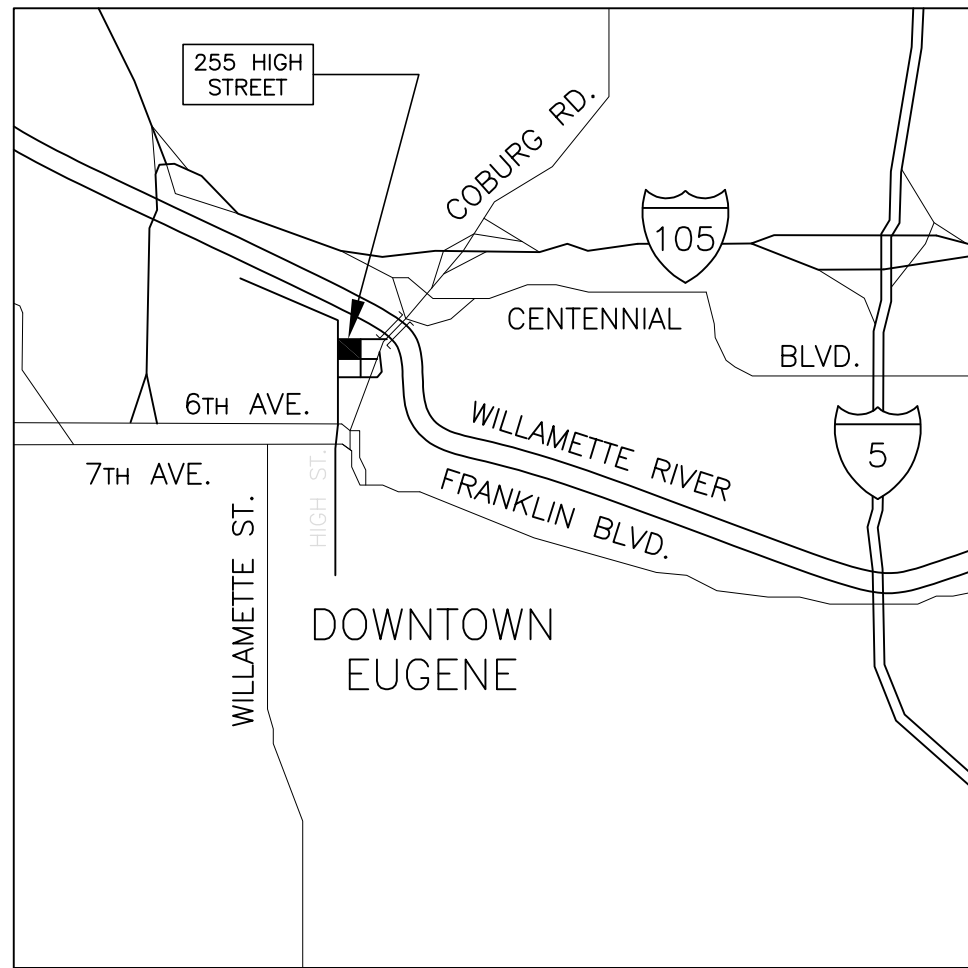 255 HIGH
STREET
COBURG RD.
105
CENTENNIAL
BLVD.
6TH AVE.
WILLAMETTE RIVER
5
7TH AVE.
HIGH ST.
FRANKLIN BLVD.
WILLAMETTE ST.
DOWNTOWN
EUGENE